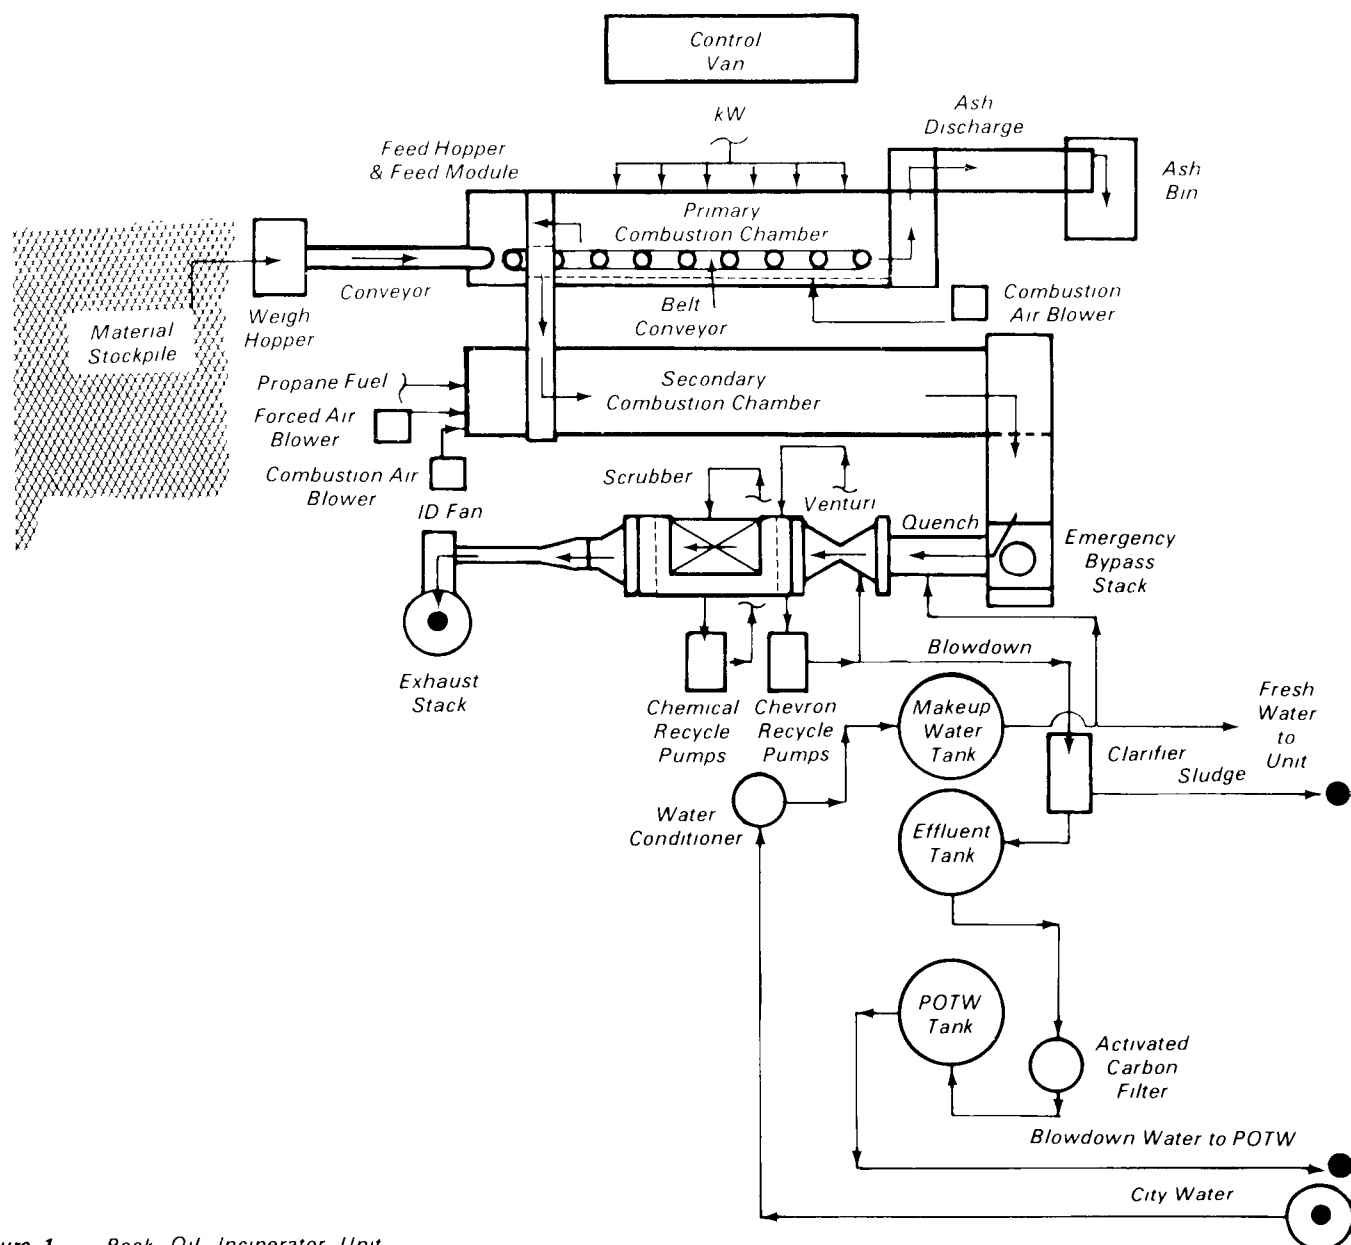 Control
Van
kW
Ash
Discharge
Feed Hopper
& Feed Module
Ash
Bin
Primary
Combustion Chamber
Conveyor
Belt
Conveyor
Combustion
Air Blower
Weigh
Hopper
Material
Stockpile
Propane Fuel
Secondary
Combustion Chamber
Forced Air
Blower
Combustion Air
Blower
Scrubber
Venturi
ID Fan
Quench
Emergency
Bypass
Stack
Blowdown
Exhaust
Stack
Chemical
Recycle
Pumps
Chevron
Recycle
Pumps
Makeup
Water
Tank
Fresh
Water
to
Unit
Clarifier
Sludge
Water
Conditioner
Effluent
Tank
POTW
Tank
Activated
Carbon
Filter
Blowdown Water to POTW
City Water
ure 1 Peak Oil Incinerator Unit